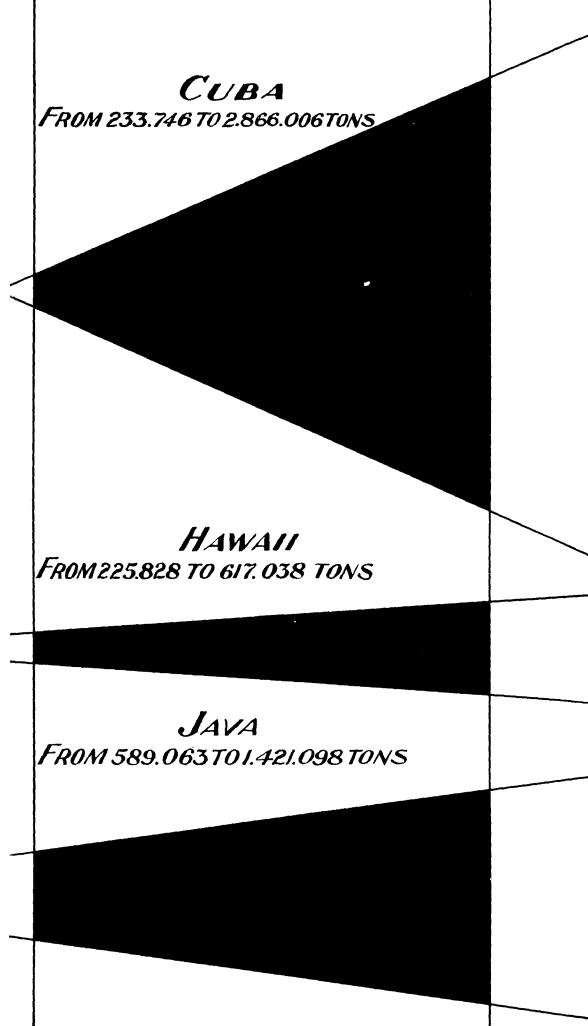 CUBA
FROM 233.746 TO 2.866.006 TONS
HAWAII
FROM 225.828 TO 617.038 TONS
JAVA
FROM 589.063 TO 1.421.098 TONS